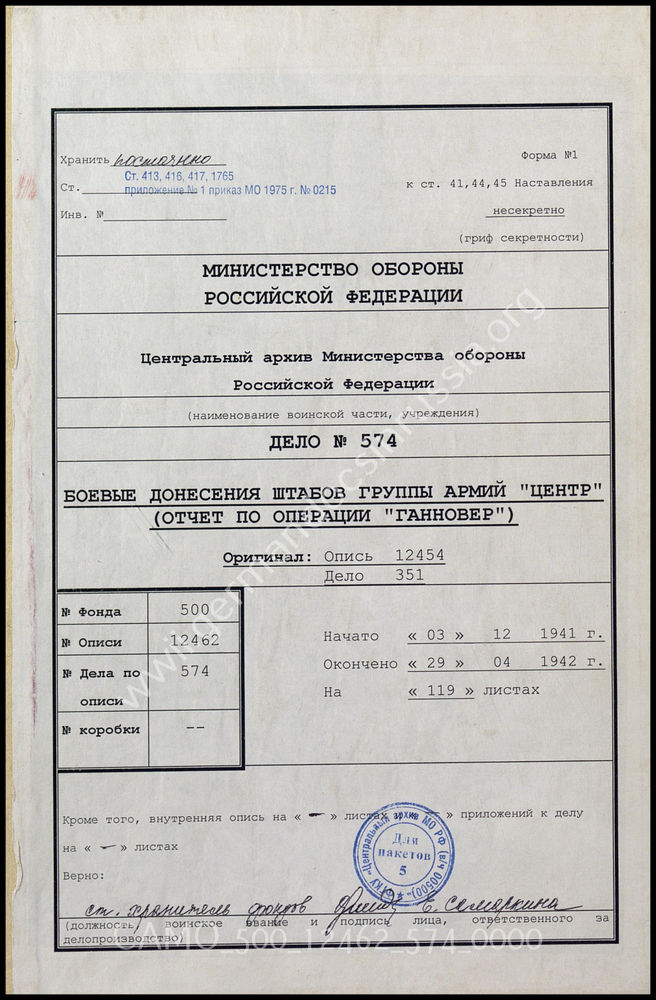 Хранить постоянно
Форма №1
Ст. 413, 416, 417, 1765
Ст. приложение № 1 приказ МО 1975 г. № 0215
к ст. 41,44,45 Наставления
Инв. №
несекретно
(гриф секретности)
МИНИСТЕРСТВО ОБОРОНЫ
РОССИЙСКОЙ ФЕДЕРАЦИИ
Центральный архив Министерства обороны
Российской Федерации
(наименование воинской части, учреждения)
ДЕЛО № 574
БОЕВЫЕ ДОНЕСЕНИЯ ШТАБОВ ГРУППЫ АРМИЙ "ЦЕНТР"
(ОТЧЕТ ПО ОПЕРАЦИИ "ГАННОВЕР")
Оригинал: Опись 12454
Дело 351
№ Фонда 500
№ Описи 12462
№ Дела по описи 574
№ коробки --
Начато « 03 » 12 1941 г.
Окончено « 29 » 04 1942 г.
На « 119 » листах
Кроме того, внутренняя опись на « — » листах и « — » приложений к делу
на « — » листах
Верно:
Для
пакетов
5
ст. хранитель фондов Е. Самаркина
(должность, воинское звание и подпись лица, ответственного за
делопроизводство)
www.germandocsinrussia.org
CAMO_500_12462_574_0000